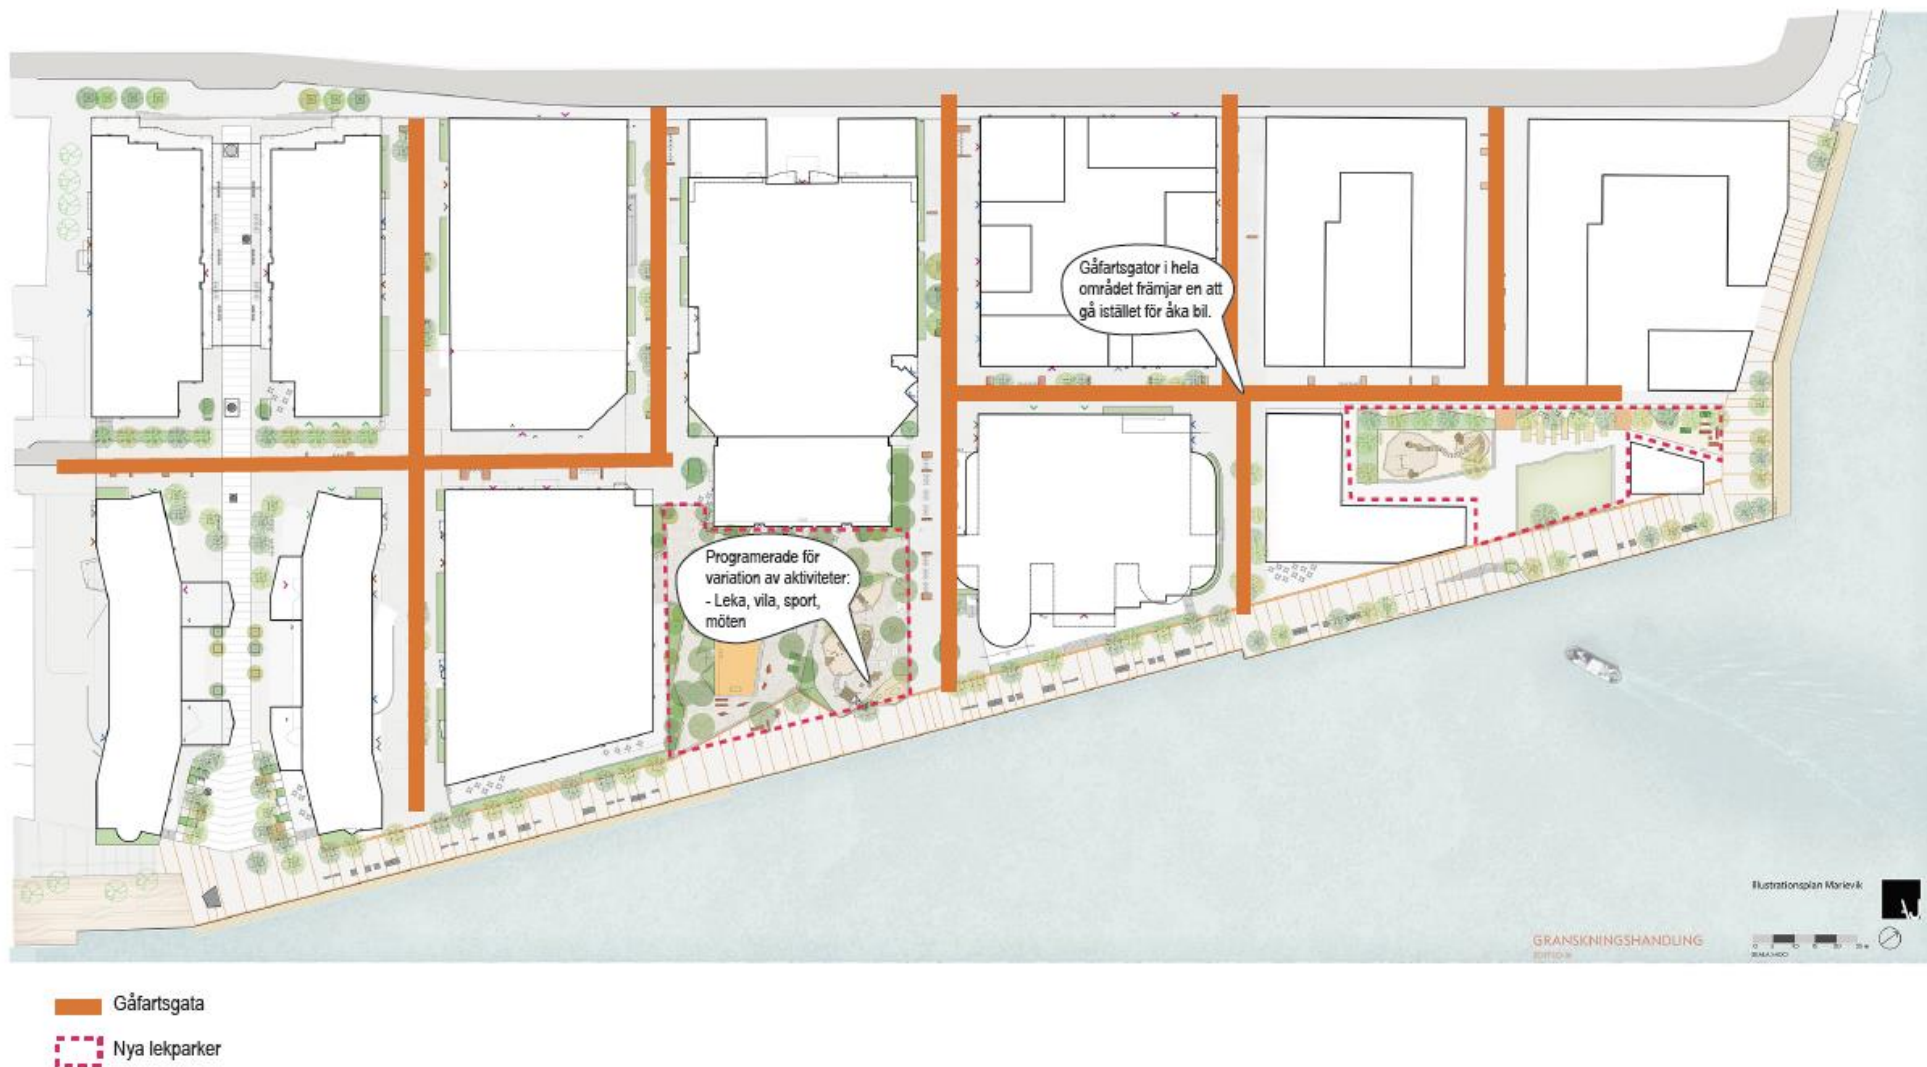 Gåfartsgator i hela
området främjar en att
gå istället för åka bil.
Programerade för
variation av aktiviteter:
- Leka, vila, sport,
möten
Illustrationsplan Marievik
GRANSKNINGSHANDLING
Gåfartsgata
Nya lekparker